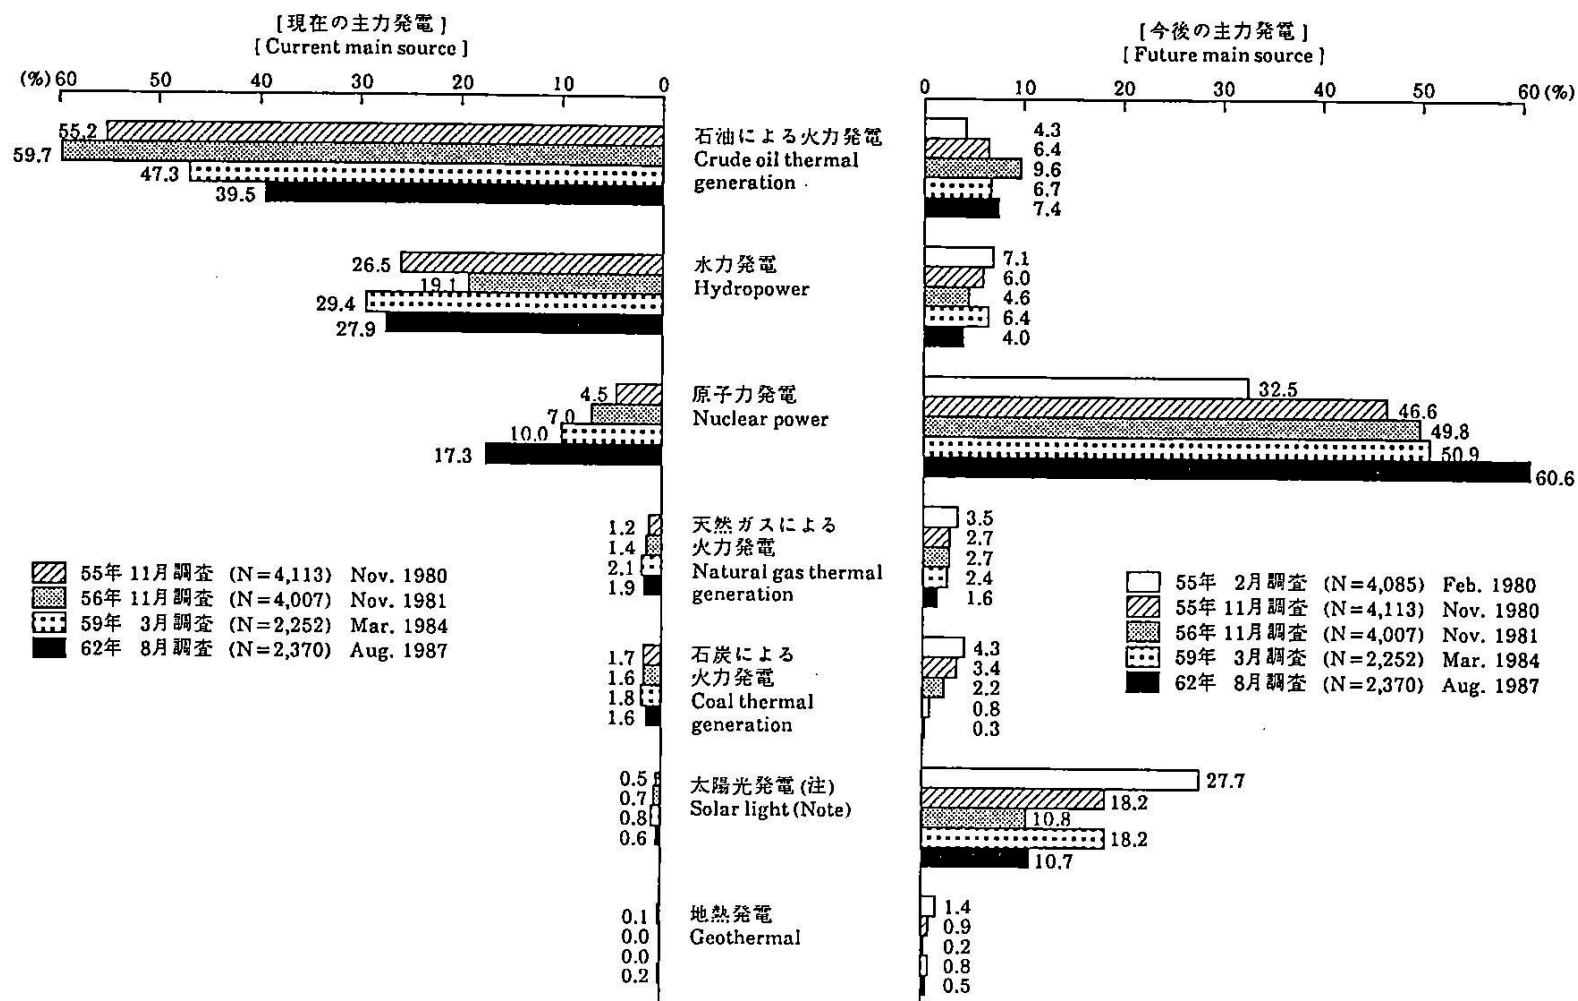 [現在の主力発電]
[Current main source]
(%) 60 50 40 30 20 10 0
55.2
59.7
47.3
39.5
26.5
19.1
29.4
27.9
4.5
7.0
10.0
17.3
1.2
1.4
2.1
1.9
1.7
1.6
1.8
1.6
0.5
0.7
0.8
0.6
0.1
0.0
0.0
0.2
55年 11月調査 (N=4,113) Nov. 1980
56年 11月調査 (N=4,007) Nov. 1981
59年 3月調査 (N=2,252) Mar. 1984
62年 8月調査 (N=2,370) Aug. 1987
石油による火力発電
Crude oil thermal
generation
水力発電
Hydropower
原子力発電
Nuclear power
天然ガスによる
火力発電
Natural gas thermal
generation
石炭による
火力発電
Coal thermal
generation
太陽光発電(注)
Solar light (Note)
地熱発電
Geothermal
[今後の主力発電]
[Future main source]
0 10 20 30 40 50 60 (%)
4.3
6.4
9.6
6.7
7.4
7.1
6.0
4.6
6.4
4.0
32.5
46.6
49.8
50.9
60.6
3.5
2.7
2.7
2.4
1.6
4.3
3.4
2.2
0.8
0.3
27.7
18.2
10.8
18.2
10.7
1.4
0.9
0.2
0.8
0.5
55年 2月調査 (N=4,085) Feb. 1980
55年 11月調査 (N=4,113) Nov. 1980
56年 11月調査 (N=4,007) Nov. 1981
59年 3月調査 (N=2,252) Mar. 1984
62年 8月調査 (N=2,370) Aug. 1987